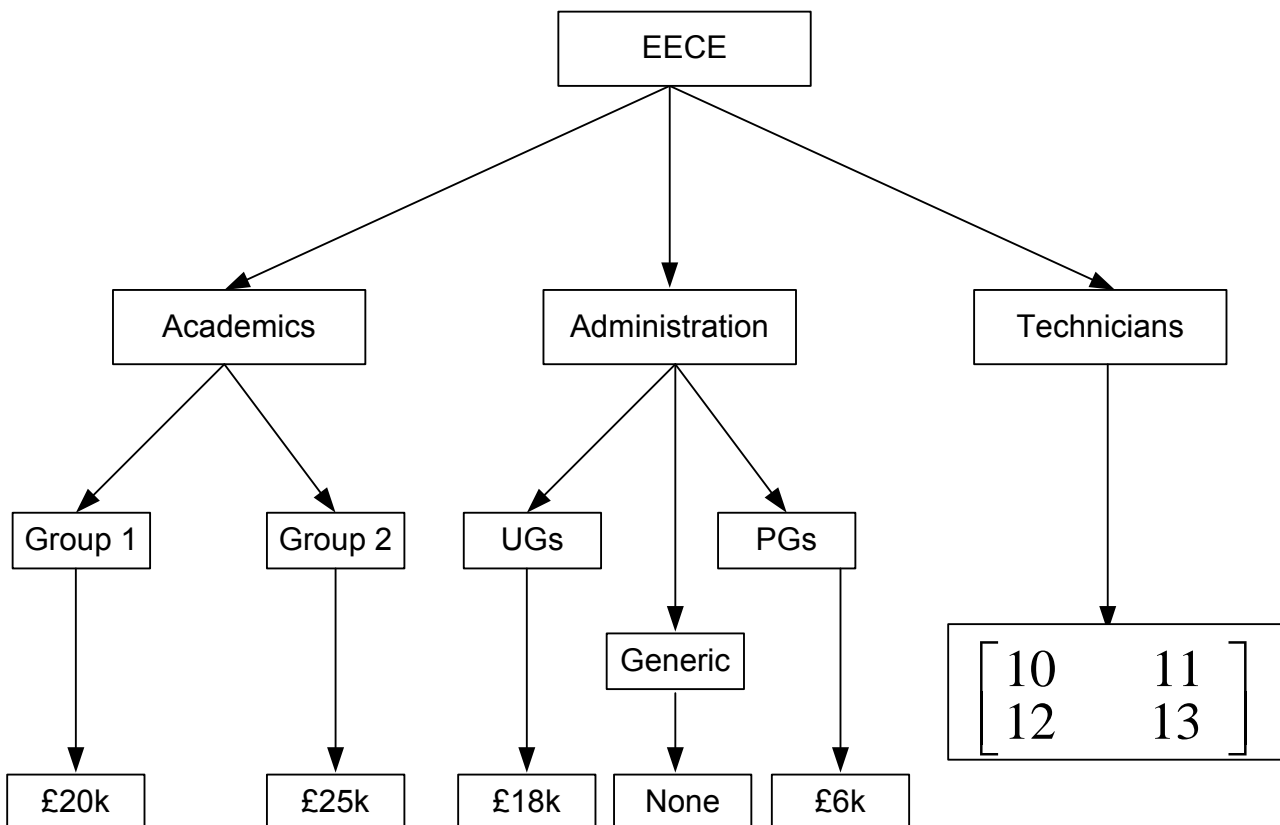 EECE
Academics
Administration
Technicians
Group 1
Group 2
UGs
PGs
Generic
10 11
12 13
£20k
£25k
£18k
None
£6k